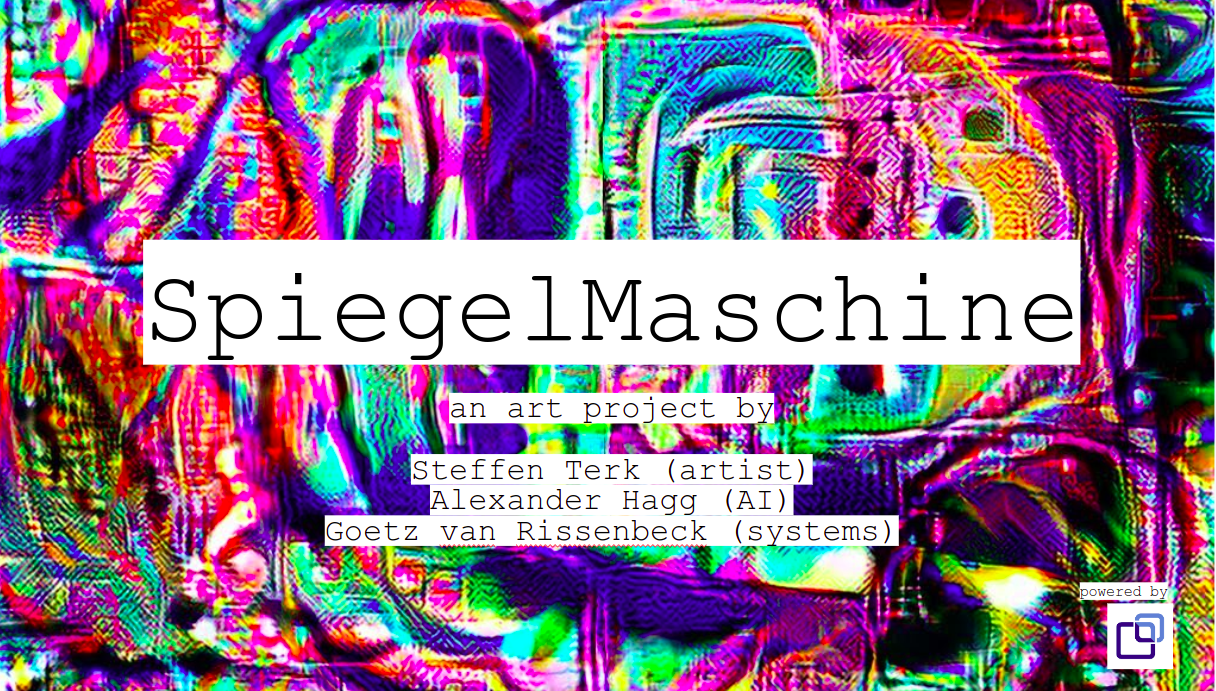 SpiegelMaschine
an art project by
Steffen Terk (artist)
Alexander Hagg (AI)
Goetz van Rissenbeck (systems)
powered by